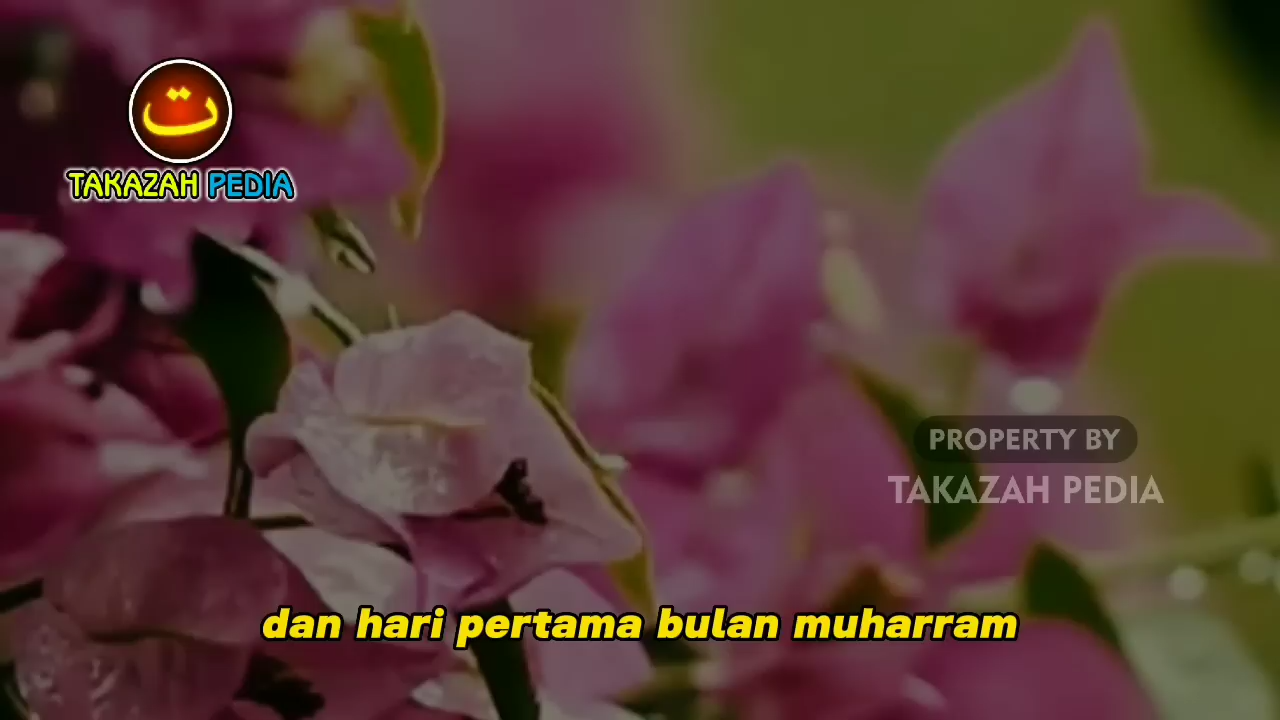 ت
TAKAZAH PEDIA
PROPERTY BY
TAKAZAH PEDIA
dan hari pertama bulan muharram